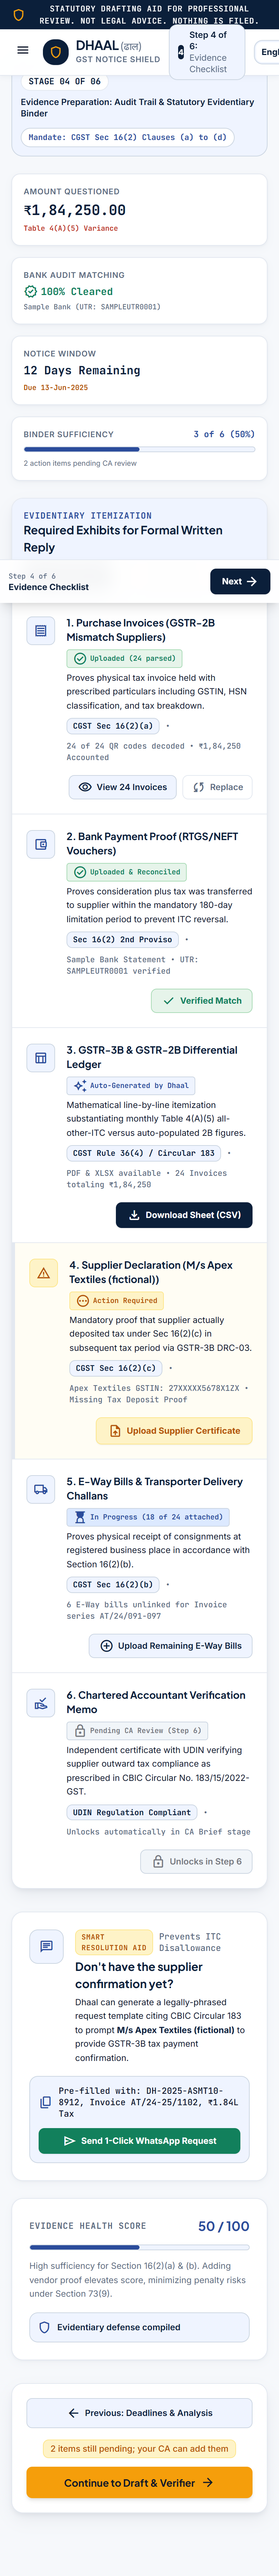 STATUTORY DRAFTING AID FOR PROFESSIONAL
REVIEW. NOT LEGAL ADVICE. NOTHING IS FILED.
DHAAL (ढाल)
GST NOTICE SHIELD
4
Step 4 of
6:
Evidence
Checklist
Engl
STAGE 04 OF 06
Evidence Preparation: Audit Trail & Statutory Evidentiary
Binder
Mandate: CGST Sec 16(2) Clauses (a) to (d)
AMOUNT QUESTIONED
₹1,84,250.00
Table 4(A)(5) Variance
BANK AUDIT MATCHING
100% Cleared
Sample Bank (UTR: SAMPLEUTR0001)
NOTICE WINDOW
12 Days Remaining
Due 13-Jun-2025
BINDER SUFFICIENCY
3 of 6 (50%)
2 action items pending CA review
EVIDENTIARY ITEMIZATION
Required Exhibits for Formal Written
Reply
Step 4 of 6
Evidence Checklist
Next
1. Purchase Invoices (GSTR-2B
Mismatch Suppliers)
Uploaded (24 parsed)
Proves physical tax invoice held with
prescribed particulars including GSTIN, HSN
classification, and tax breakdown.
CGST Sec 16(2)(a) •
24 of 24 QR codes decoded • ₹1,84,250
Accounted
View 24 Invoices
Replace
2. Bank Payment Proof (RTGS/NEFT
Vouchers)
Uploaded & Reconciled
Proves consideration plus tax was transferred
to supplier within the mandatory 180-day
limitation period to prevent ITC reversal.
Sec 16(2) 2nd Proviso •
Sample Bank Statement • UTR:
SAMPLEUTR0001 verified
Verified Match
3. GSTR-3B & GSTR-2B Differential
Ledger
Auto-Generated by Dhaal
Mathematical line-by-line itemization
substantiating monthly Table 4(A)(5) all-
other-ITC versus auto-populated 2B figures.
CGST Rule 36(4) / Circular 183 •
PDF & XLSX available • 24 Invoices
totaling ₹1,84,250
Download Sheet (CSV)
4. Supplier Declaration (M/s Apex
Textiles (fictional))
Action Required
Mandatory proof that supplier actually
deposited tax under Sec 16(2)(c) in
subsequent tax period via GSTR-3B DRC-03.
CGST Sec 16(2)(c) •
Apex Textiles GSTIN: 27XXXXX5678X1ZX •
Missing Tax Deposit Proof
Upload Supplier Certificate
5. E-Way Bills & Transporter Delivery
Challans
In Progress (18 of 24 attached)
Proves physical receipt of consignments at
registered business place in accordance with
Section 16(2)(b).
CGST Sec 16(2)(b) •
6 E-Way bills unlinked for Invoice
series AT/24/091-097
Upload Remaining E-Way Bills
6. Chartered Accountant Verification
Memo
Pending CA Review (Step 6)
Independent certificate with UDIN verifying
supplier outward tax compliance as
prescribed in CBIC Circular No. 183/15/2022-
GST.
UDIN Regulation Compliant •
Unlocks automatically in CA Brief stage
Unlocks in Step 6
SMART
RESOLUTION AID
Prevents ITC
Disallowance
Don't have the supplier
confirmation yet?
Dhaal can generate a legally-phrased
request template citing CBIC Circular 183
to prompt M/s Apex Textiles (fictional) to
provide GSTR-3B tax payment
confirmation.
Pre-filled with: DH-2025-ASMT10-
8912, Invoice AT/24-25/1102, ₹1.84L
Tax
Send 1-Click WhatsApp Request
EVIDENCE HEALTH SCORE
50 / 100
High sufficiency for Section 16(2)(a) & (b). Adding
vendor proof elevates score, minimizing penalty risks
under Section 73(9).
Evidentiary defense compiled
Previous: Deadlines & Analysis
2 items still pending; your CA can add them
Continue to Draft & Verifier